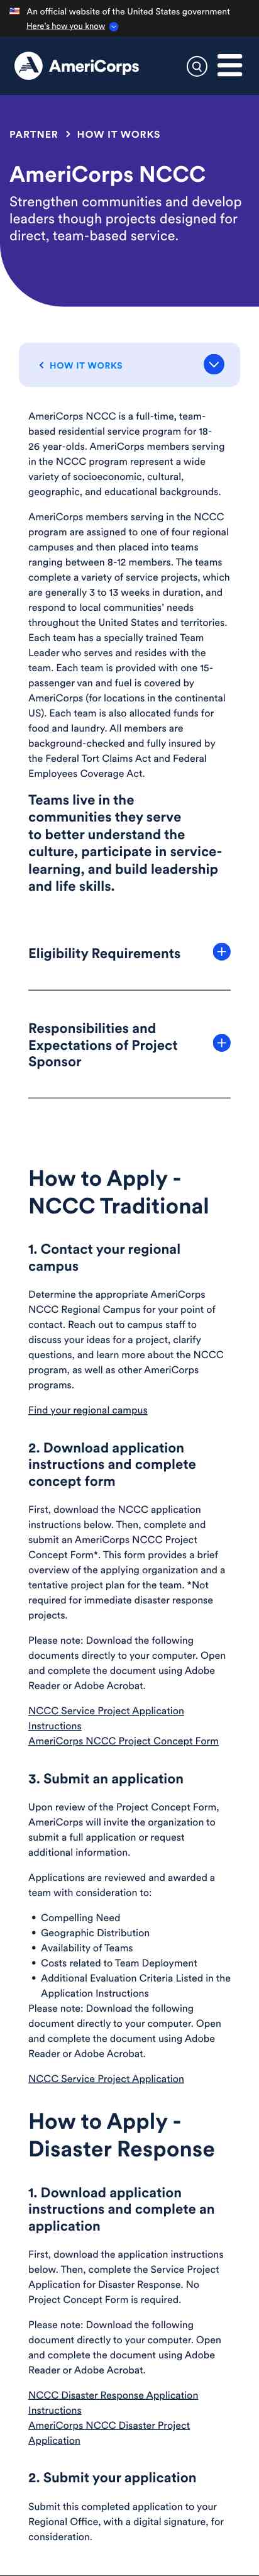 An official website of the United States government
Here's how you know
AmeriCorps
PARTNER > HOW IT WORKS
AmeriCorps NCCC
Strengthen communities and develop
leaders though projects designed for
direct, team-based service.
< HOW IT WORKS
AmeriCorps NCCC is a full-time, team-
based residential service program for 18-
26 year-olds. AmeriCorps members serving
in the NCCC program represent a wide
variety of socioeconomic, cultural,
geographic, and educational backgrounds.
AmeriCorps members serving in the NCCC
program are assigned to one of four regional
campuses and then placed into teams
ranging between 8-12 members. The teams
complete a variety of service projects, which
are generally 3 to 13 weeks in duration, and
respond to local communities’ needs
throughout the United States and territories.
Each team has a specially trained Team
Leader who serves and resides with the
team. Each team is provided with one 15-
passenger van and fuel is covered by
AmeriCorps (for locations in the continental
US). Each team is also allocated funds for
food and laundry. All members are
background-checked and fully insured by
the Federal Tort Claims Act and Federal
Employees Coverage Act.
Teams live in the
communities they serve
to better understand the
culture, participate in service-
learning, and build leadership
and life skills.
Eligibility Requirements
Responsibilities and
Expectations of Project
Sponsor
How to Apply -
NCCC Traditional
1. Contact your regional
campus
Determine the appropriate AmeriCorps
NCCC Regional Campus for your point of
contact. Reach out to campus staff to
discuss your ideas for a project, clarify
questions, and learn more about the NCCC
program, as well as other AmeriCorps
programs.
Find your regional campus
2. Download application
instructions and complete
concept form
First, download the NCCC application
instructions below. Then, complete and
submit an AmeriCorps NCCC Project
Concept Form*. This form provides a brief
overview of the applying organization and a
tentative project plan for the team. *Not
required for immediate disaster response
projects.
Please note: Download the following
documents directly to your computer. Open
and complete the document using Adobe
Reader or Adobe Acrobat.
NCCC Service Project Application
Instructions
AmeriCorps NCCC Project Concept Form
3. Submit an application
Upon review of the Project Concept Form,
AmeriCorps will invite the organization to
submit a full application or request
additional information.
Applications are reviewed and awarded a
team with consideration to:
• Compelling Need
• Geographic Distribution
• Availability of Teams
• Costs related to Team Deployment
• Additional Evaluation Criteria Listed in the
Application Instructions
Please note: Download the following
document directly to your computer. Open
and complete the document using Adobe
Reader or Adobe Acrobat.
NCCC Service Project Application
How to Apply -
Disaster Response
1. Download application
instructions and complete an
application
First, download the application instructions
below. Then, complete the Service Project
Application for Disaster Response. No
Project Concept Form is required.
Please note: Download the following
document directly to your computer. Open
and complete the document using Adobe
Reader or Adobe Acrobat.
NCCC Disaster Response Application
Instructions
AmeriCorps NCCC Disaster Project
Application
2. Submit your application
Submit this completed application to your
Regional Office, with a digital signature, for
consideration.